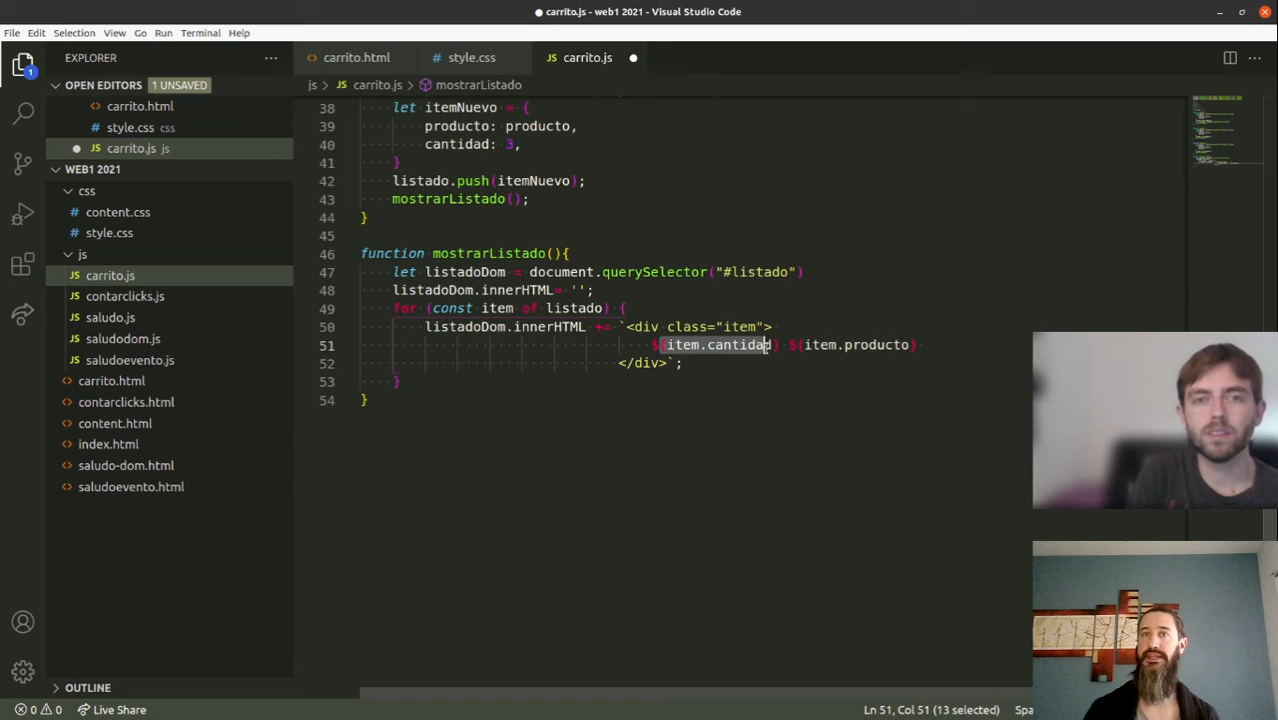 carrito.js - web1 2021 - Visual Studio Code
File Edit Selection View Go Run Terminal Help
EXPLORER
OPEN EDITORS 1 UNSAVED
carrito.html
style.css css
carrito.js js
WEB1 2021
css
content.css
style.css
js
JS carrito.js
JS contarclicks.js
JS saludo.js
JS saludodom.js
JS saludoevento.js
carrito.html
contarclicks.html
content.html
index.html
saludo-dom.html
saludoevento.html
OUTLINE
1
carrito.html style.css JS carrito.js
js > JS carrito.js > mostrarListado
38 let itemNuevo = {
39 producto: producto,
40 cantidad: 3,
41 }
42 listado.push(itemNuevo);
43 mostrarListado();
44 }
45
46 function mostrarListado(){
47 let listadoDom = document.querySelector("#listado")
48 listadoDom.innerHTML= '';
49 for (const item of listado) {
50 listadoDom.innerHTML += `<div class="item">
51 ${item.cantidad} ${item.producto}
52 </div>`;
53 }
54 }
0 0 Live Share Ln 51, Col 51 (13 selected) Spa